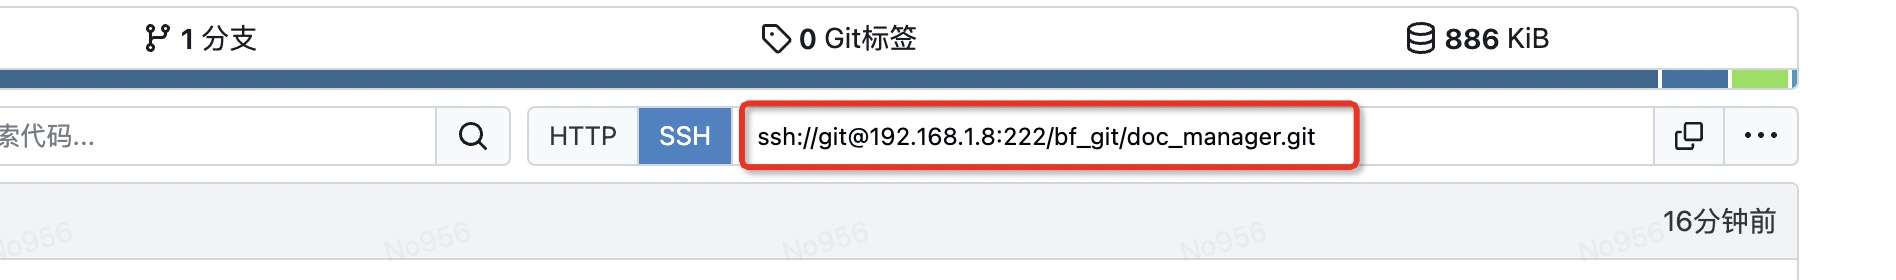 1 分支
0 Git标签
886 KiB
索代码...
HTTP
SSH
ssh://git@192.168.1.8:222/bf_git/doc_manager.git
16分钟前
No956
No956
No956
No956
No956